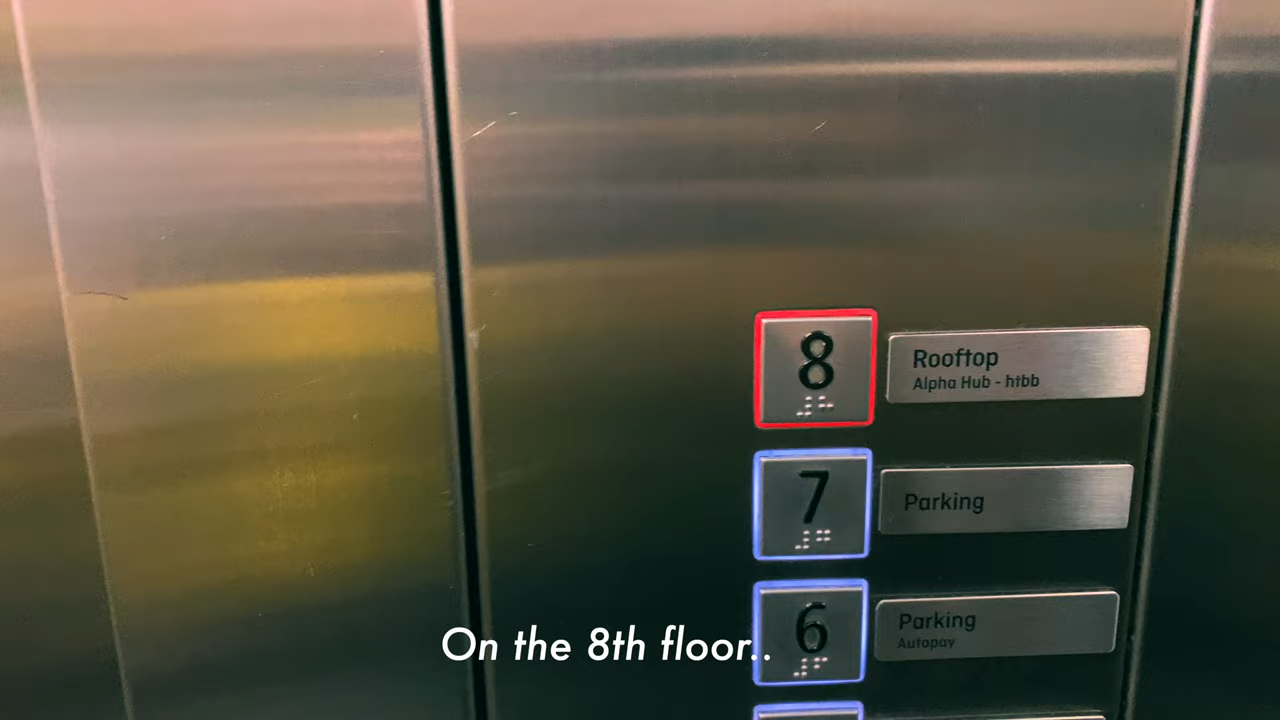 8
Rooftop
Alpha Hub - htbb
7
Parking
6
Parking
Autopay
On the 8th floor..